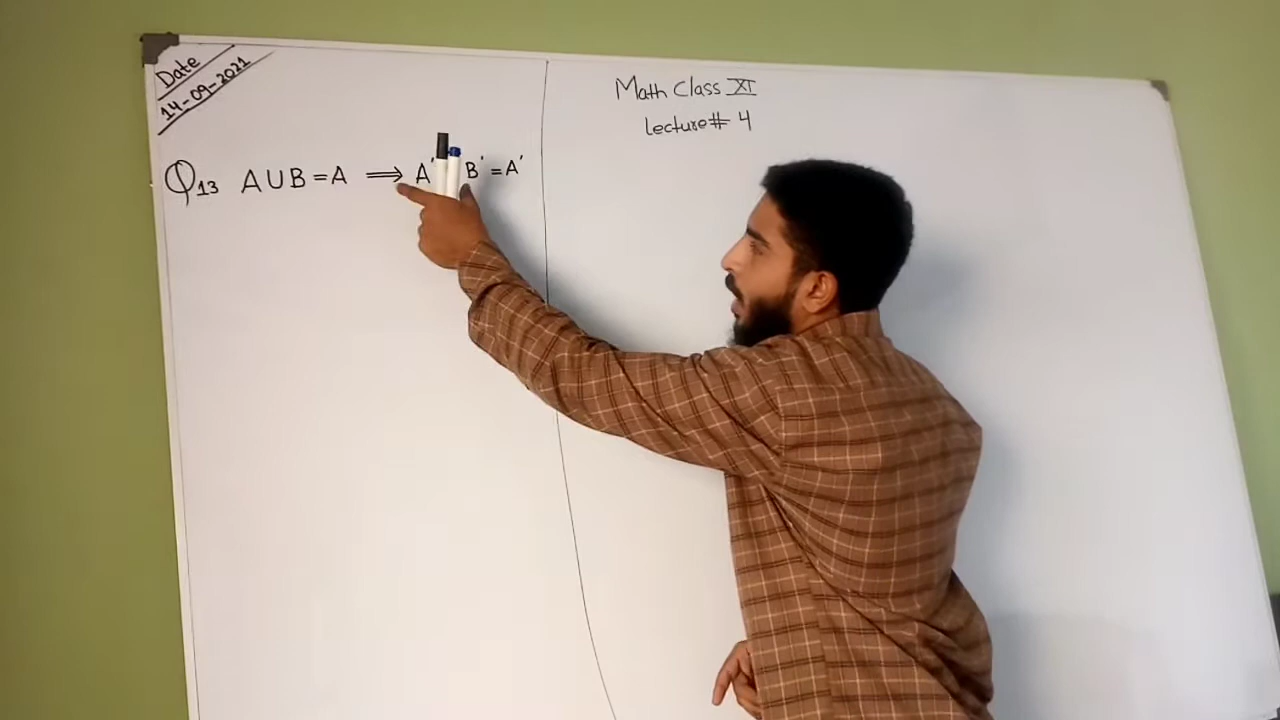 Date
14-09-2021
Math Class XI
Lecture# 4
Q13 A∪B=A ⟹ A' B'=A'